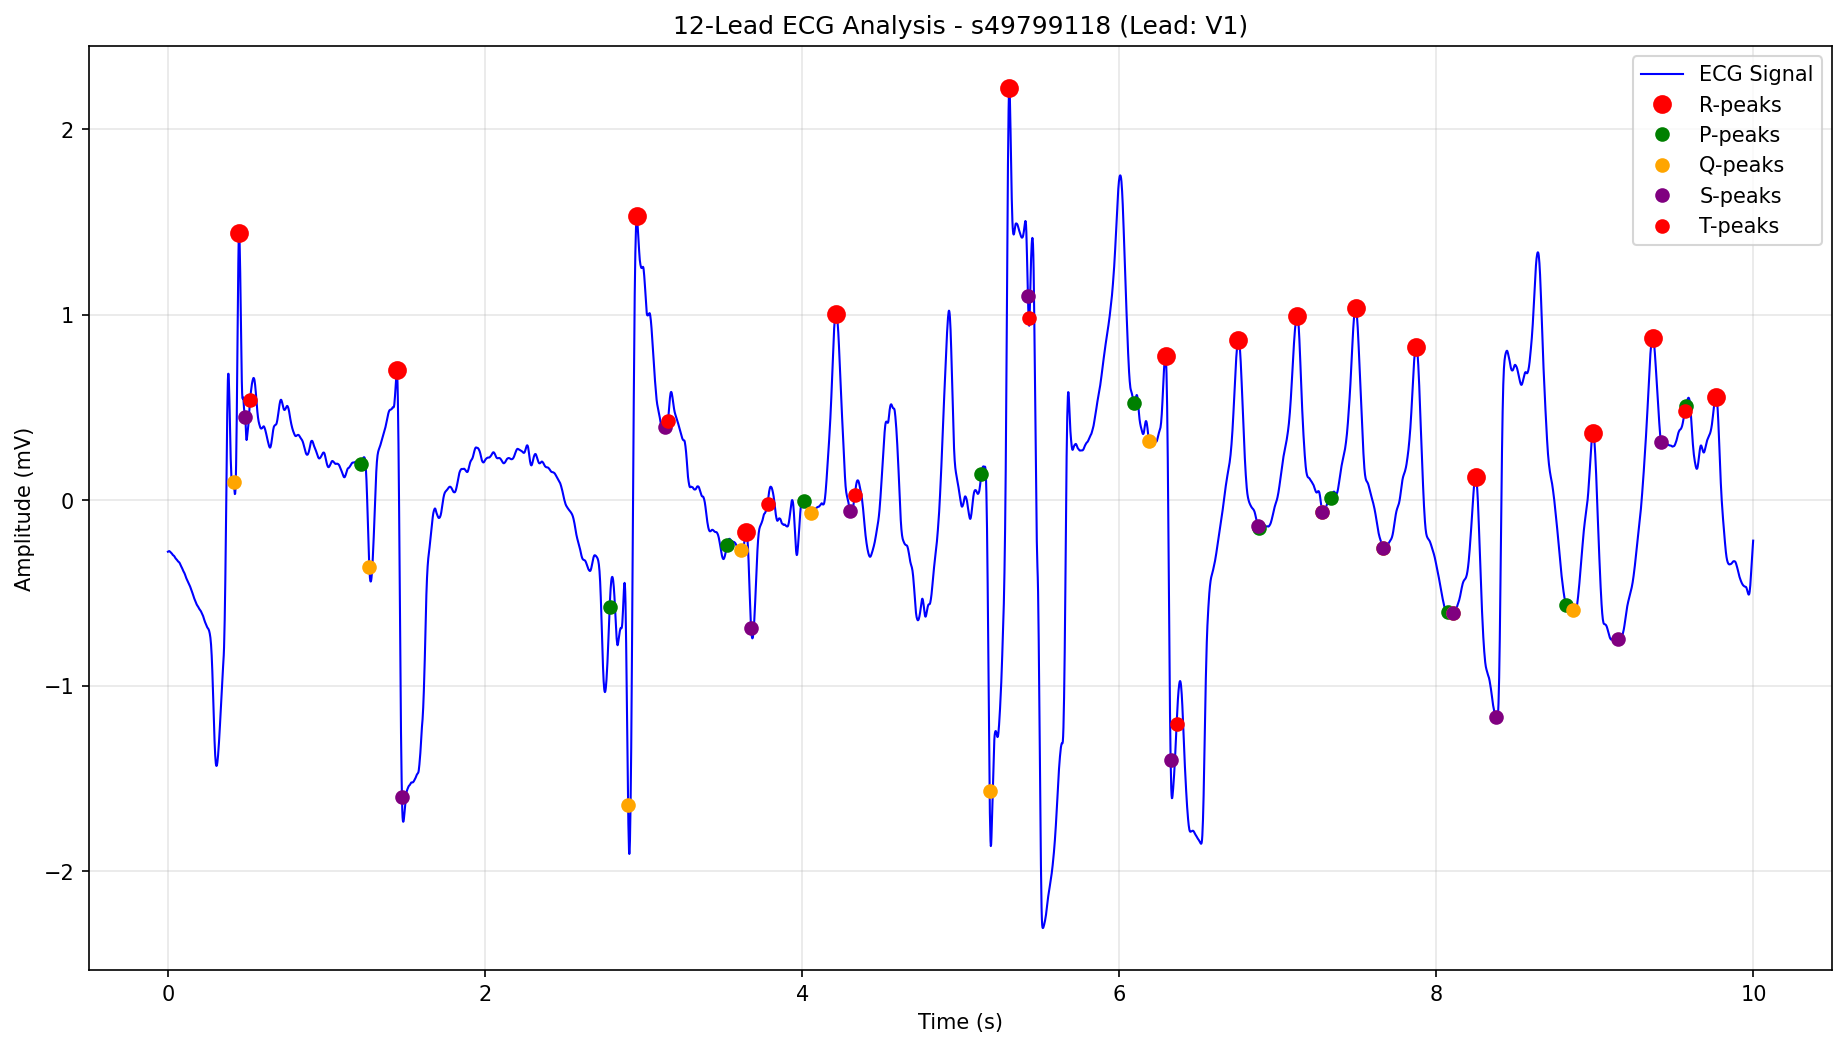 12-Lead ECG Analysis - s49799118 (Lead: V1)
ECG Signal
R-peaks
P-peaks
Q-peaks
S-peaks
T-peaks
Amplitude (mV)
2
1
0
−1
−2
0
2
4
6
8
10
Time (s)